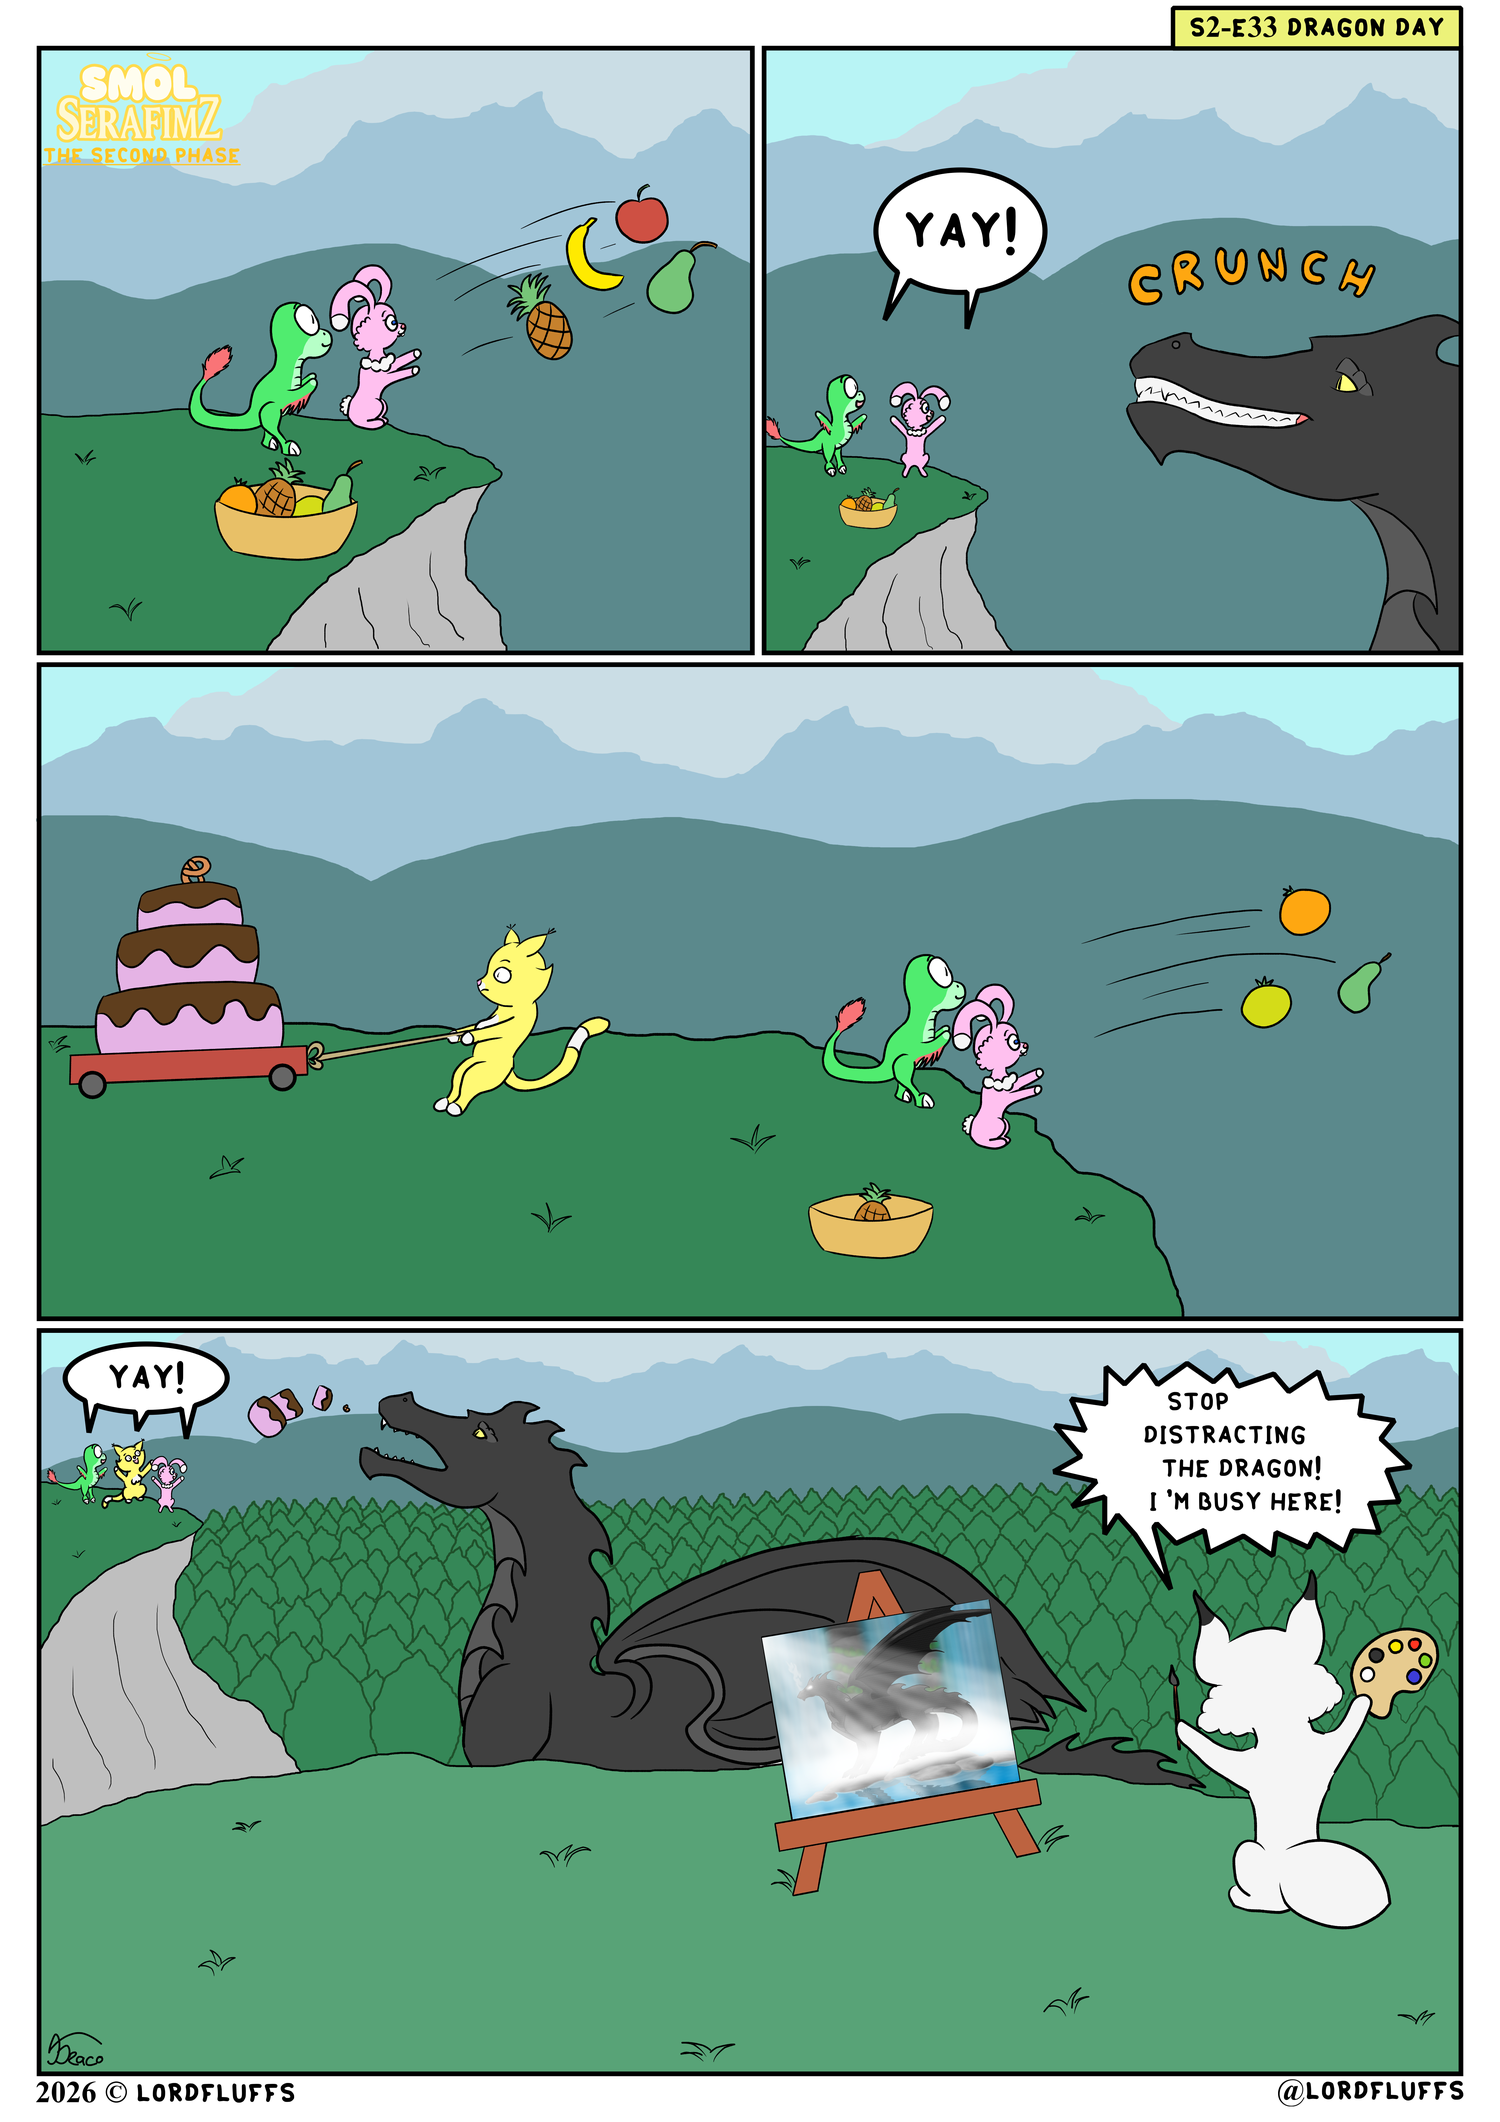 S2-E33 DRAGON DAY
SMOL
SERAFIMZ
THE SECOND PHASE
YAY!
CRUNCH
YAY!
STOP
DISTRACTING
THE DRAGON!
I'M BUSY HERE!
Draco
2026 © LORDFLUFFS
@LORDFLUFFS